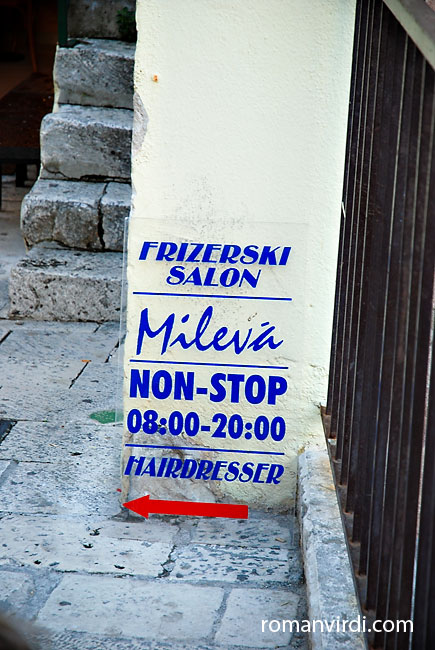 FRIZERSKI
SALON
Mileva
NON-STOP
08:00-20:00
HAIRDRESSER
romanvirdi.com